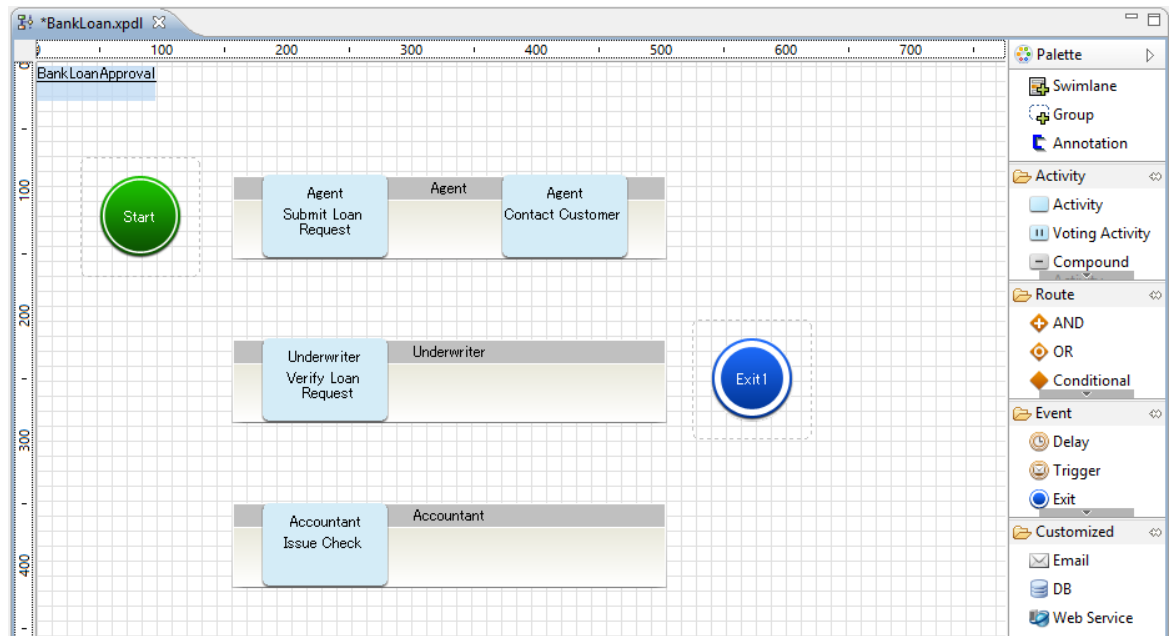 *BankLoan.xpdl
0 100 200 300 400 500 600 700
BankLoanApproval
0
100
200
300
400
Start
Agent
Agent
Submit Loan
Request
Agent
Contact Customer
Underwriter
Underwriter
Verify Loan
Request
Exit1
Accountant
Accountant
Issue Check
Palette
Swimlane
Group
Annotation
Activity
Activity
Voting Activity
Compound
Route
AND
OR
Conditional
Event
Delay
Trigger
Exit
Customized
Email
DB
Web Service